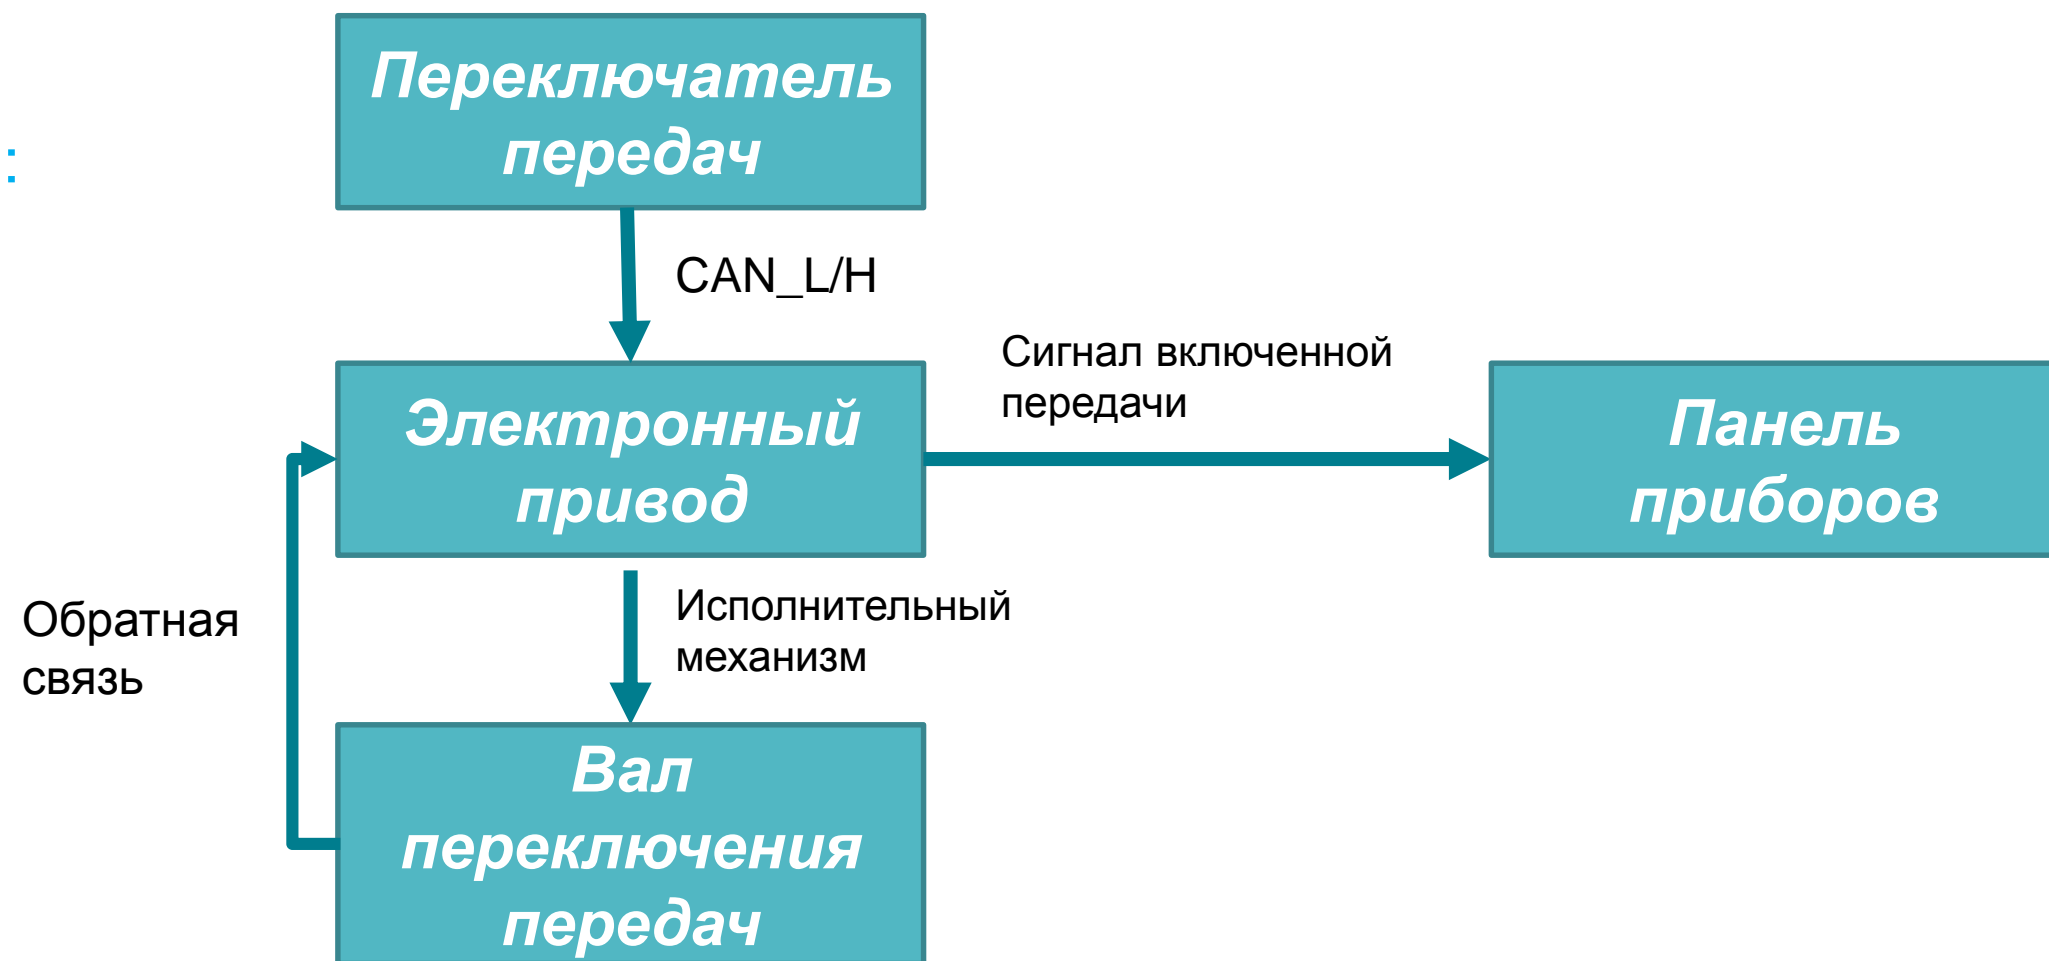 Переключатель
передач
:
CAN_L/H
Сигнал включенной
передачи
Электронный
привод
Панель
приборов
Обратная
связь
Исполнительный
механизм
Вал
переключения
передач